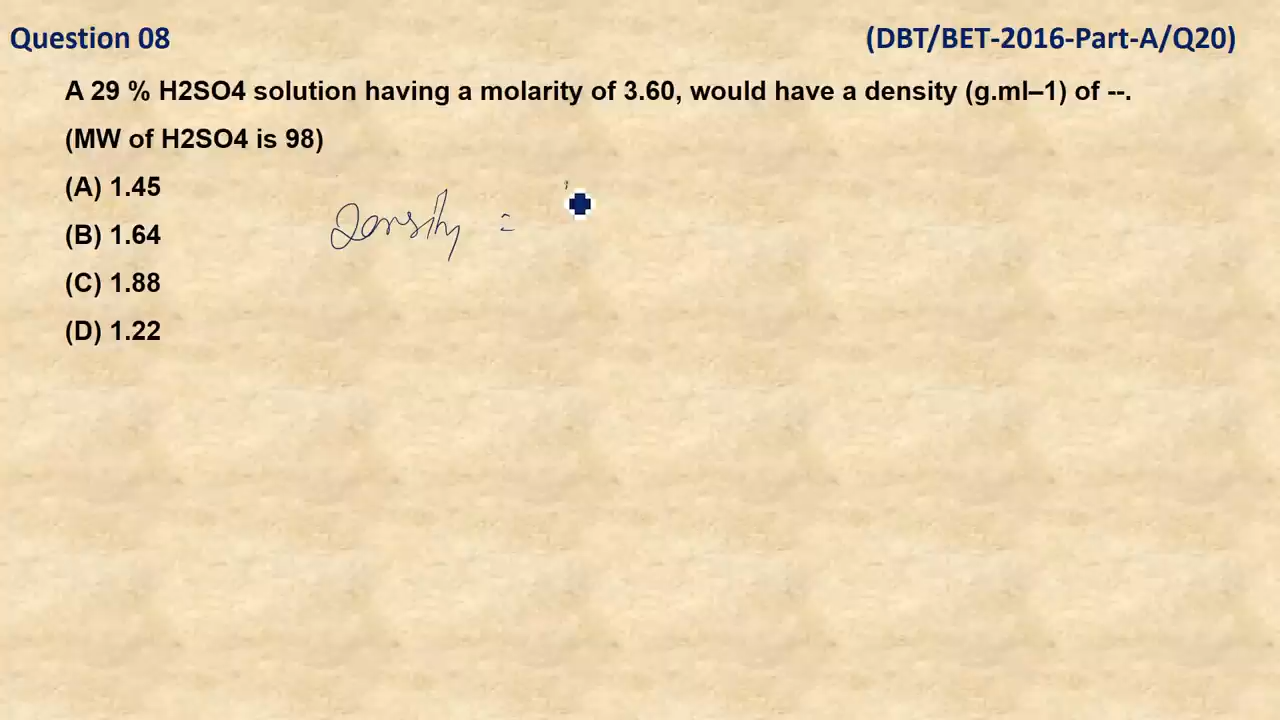 Question 08 (DBT/BET-2016-Part-A/Q20)
A 29 % H2SO4 solution having a molarity of 3.60, would have a density (g.ml–1) of --.
(MW of H2SO4 is 98)
(A) 1.45
(B) 1.64
(C) 1.88
(D) 1.22
Density =